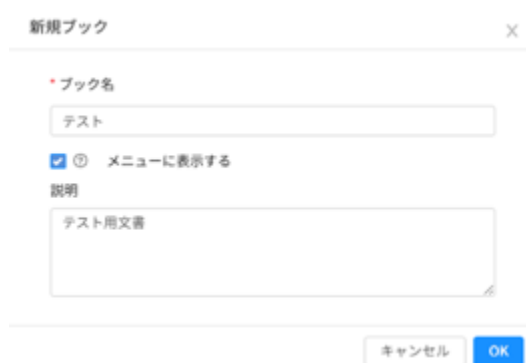 新規ブック
* ブック名
テスト
メニューに表示する
説明
テスト用文書
キャンセル
OK